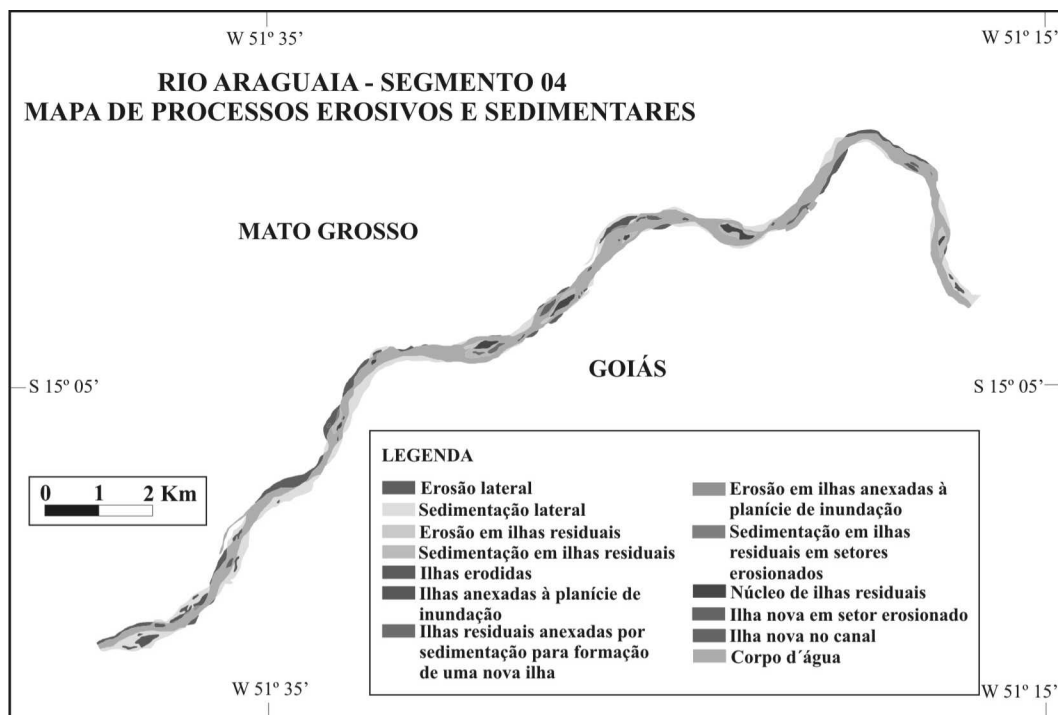 W 51º 35’
W 51º 15’
RIO ARAGUAIA - SEGMENTO 04
MAPA DE PROCESSOS EROSIVOS E SEDIMENTARES
MATO GROSSO
GOIÁS
S 15º 05’
S 15º 05’
0 1 2 Km
LEGENDA
Erosão lateral
Sedimentação lateral
Erosão em ilhas residuais
Sedimentação em ilhas residuais
Ilhas erodidas
Ilhas anexadas à planície de
inundação
Ilhas residuais anexadas por
sedimentação para formação
de uma nova ilha
Erosão em ilhas anexadas à
planície de inundação
Sedimentação em ilhas
residuais em setores
erosionados
Núcleo de ilhas residuais
Ilha nova em setor erosionado
Ilha nova no canal
Corpo d´água
W 51º 35’
W 51º 15’